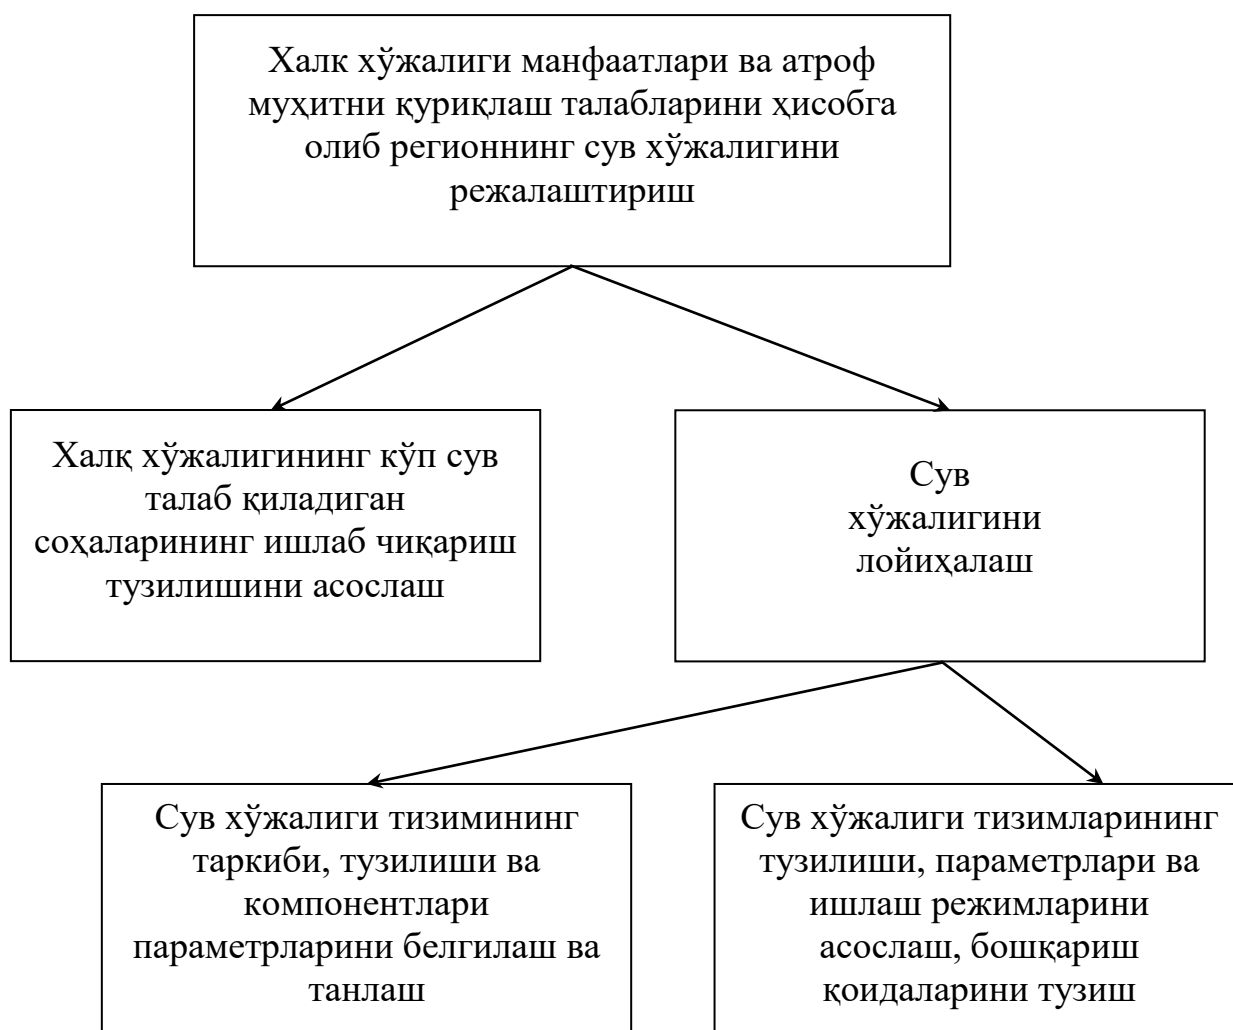 Халк хўжалиги манфаатлари ва атроф
муҳитни қуриқлаш талабларини ҳисобга
олиб регионнинг сув хўжалигини
режалаштириш
Халқ хўжалигининг кўп сув
талаб қиладиган
соҳаларининг ишлаб чиқариш
тузилишини асослаш
Сув
хўжалигини
лойиҳалаш
Сув хўжалиги тизимининг
таркиби, тузилиши ва
компонентлари
параметрларини белгилаш ва
танлаш
Сув хўжалиги тизимларининг
тузилиши, параметрлари ва
ишлаш режимларини
асослаш, бошқариш
қоидаларини тузиш